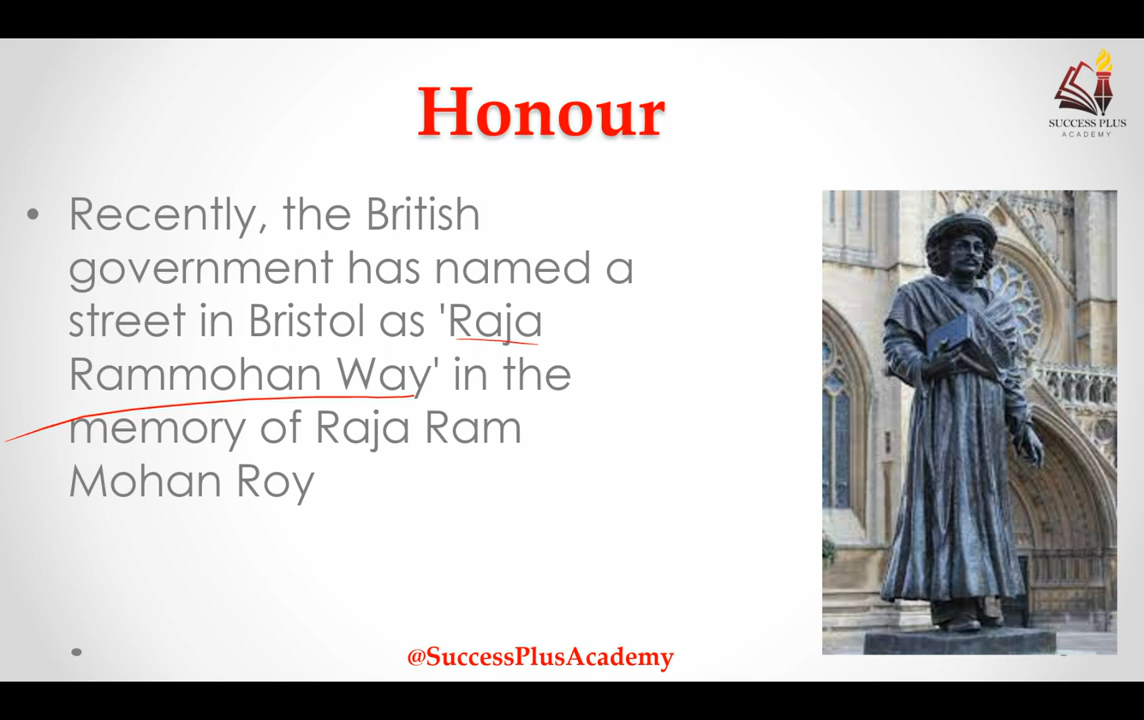 Honour
SUCCESS PLUS
ACADEMY
• Recently, the British
government has named a
street in Bristol as 'Raja
Rammohan Way' in the
memory of Raja Ram
Mohan Roy
@SuccessPlusAcademy